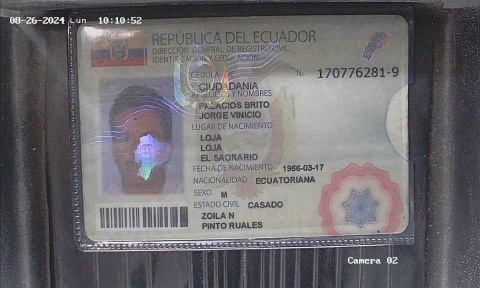 08-26-2024 Lun 10:10:52
REPÚBLICA DEL ECUADOR
DIRECCIÓN GENERAL DE REGISTRO CIVIL,
IDENTIFICACIÓN Y CEDULACIÓN
CÉDULA N. 170776281-9
CIUDADANÍA
APELLIDOS Y NOMBRES
PALACIOS BRITO
JORGE VINICIO
LUGAR DE NACIMIENTO
LOJA
LOJA
EL SAGRARIO
FECHA DE NACIMIENTO 1966-03-17
NACIONALIDAD ECUATORIANA
SEXO M
ESTADO CIVIL CASADO
ZOILA N
PINTO RUALES
Camera 02